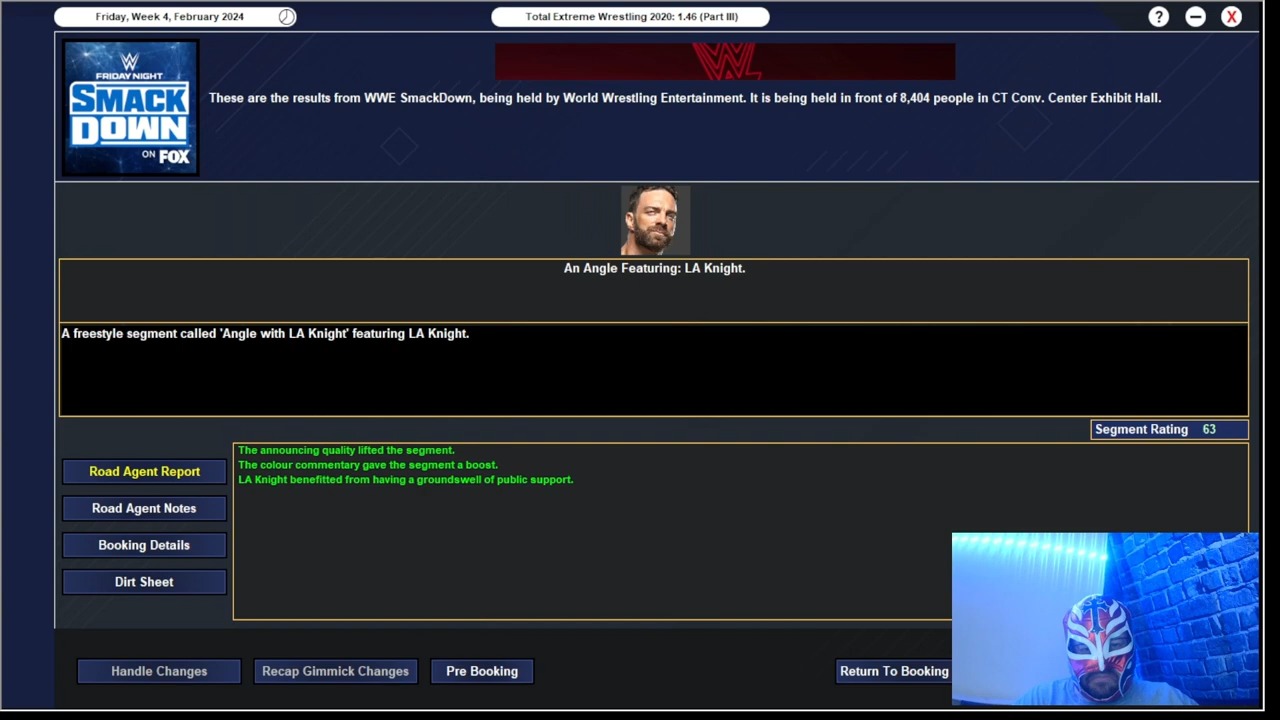 Friday, Week 4, February 2024
Total Extreme Wrestling 2020: 1.46 (Part III)
?
X
W
FRIDAY NIGHT
SMACK
DOWN
ON FOX
These are the results from WWE SmackDown, being held by World Wrestling Entertainment. It is being held in front of 8,404 people in CT Conv. Center Exhibit Hall.
An Angle Featuring: LA Knight.
A freestyle segment called 'Angle with LA Knight' featuring LA Knight.
Segment Rating 63
The announcing quality lifted the segment.
The colour commentary gave the segment a boost.
LA Knight benefitted from having a groundswell of public support.
Road Agent Report
Road Agent Notes
Booking Details
Dirt Sheet
Handle Changes
Recap Gimmick Changes
Pre Booking
Return To Booking